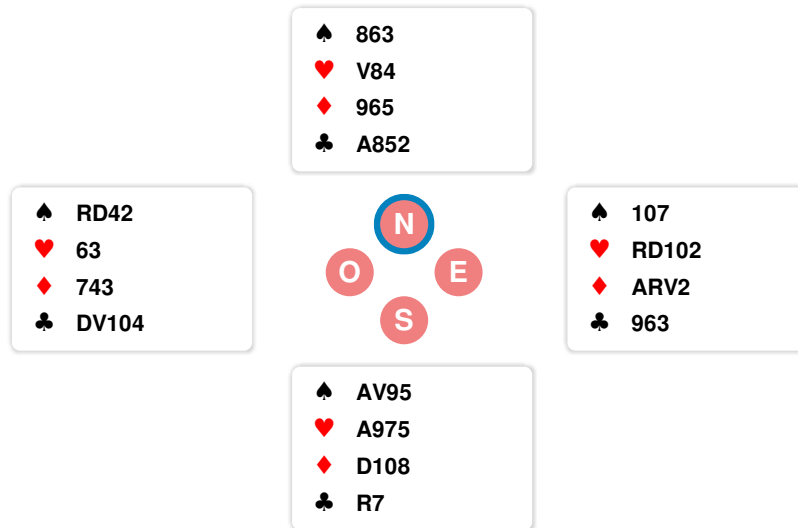 ♠ 863
♥ V84
♦ 965
♣ A852
♠ RD42
♥ 63
♦ 743
♣ DV104
N
O E
S
♠ 107
♥ RD102
♦ ARV2
♣ 963
♠ AV95
♥ A975
♦ D108
♣ R7